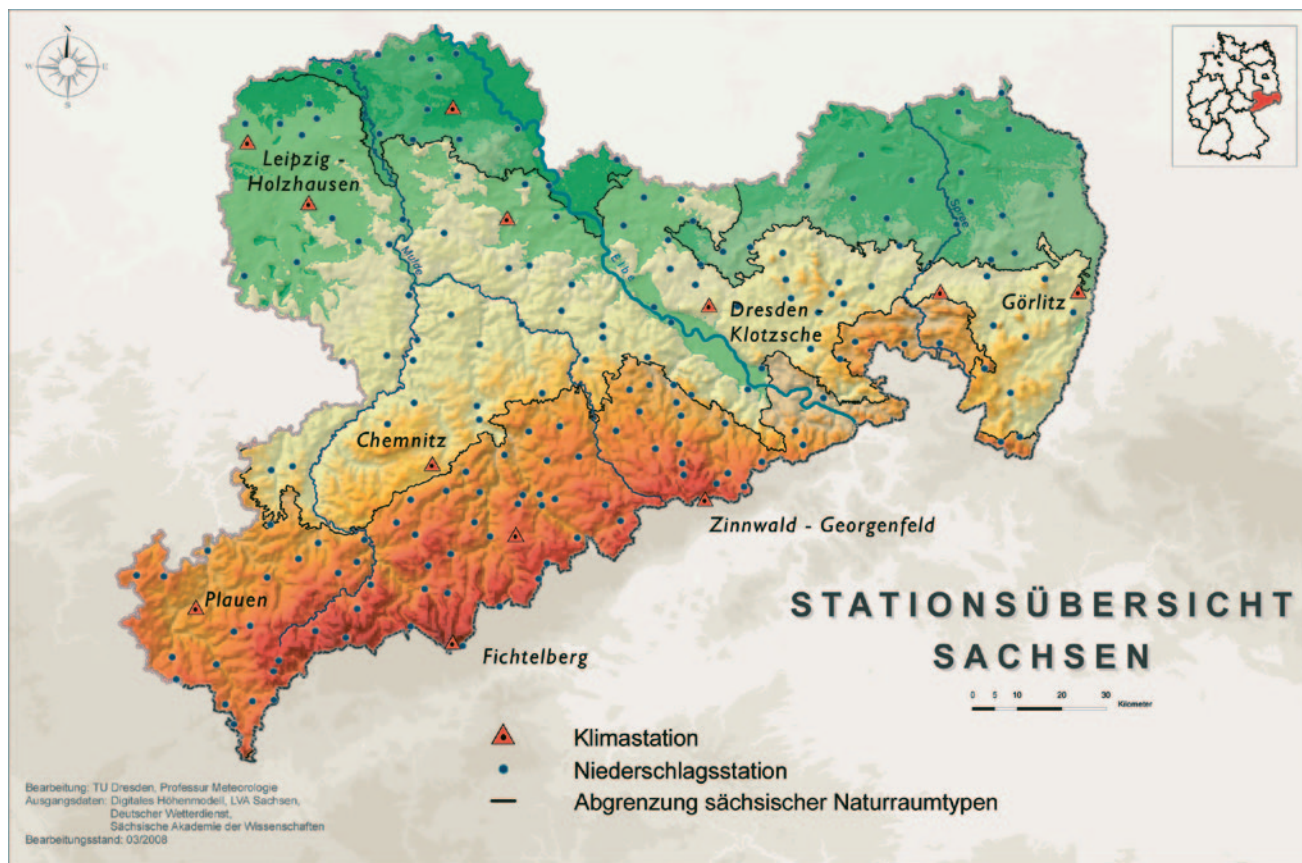 N
W
E
S
Leipzig -
Holzhausen
Mulde
Elbe
Spree
Dresden -
Klotzsche
Görlitz
Chemnitz
Zinnwald - Georgenfeld
Plauen
Fichtelberg
STATIONSÜBERSICHT
SACHSEN
0 5 10 20 30
Kilometer
Klimastation
Niederschlagsstation
Abgrenzung sächsischer Naturraumtypen
Bearbeitung: TU Dresden, Professur Meteorologie
Ausgangsdaten: Digitales Höhenmodell, LVA Sachsen,
Deutscher Wetterdienst,
Sächsische Akademie der Wissenschaften
Bearbeitungsstand: 03/2008